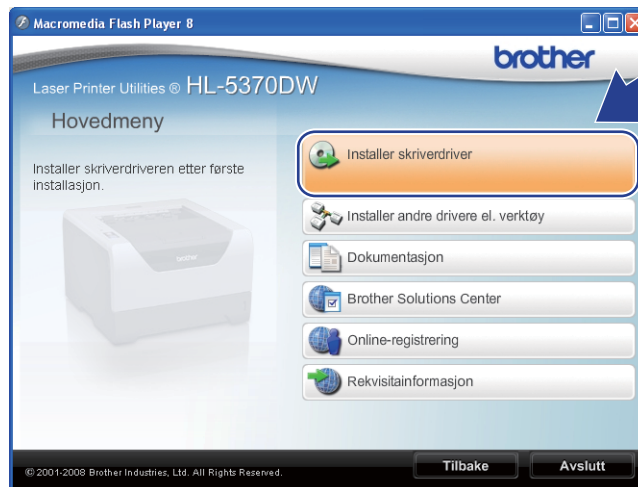 Macromedia Flash Player 8
brother
Laser Printer Utilities ® HL-5370DW
Hovedmeny
Installer skriverdriveren etter første
installasjon.
Installer skriverdriver
Installer andre drivere el. verktøy
Dokumentasjon
Brother Solutions Center
Online-registrering
Rekvisitainformasjon
© 2001-2008 Brother Industries, Ltd. All Rights Reserved.
Tilbake
Avslutt